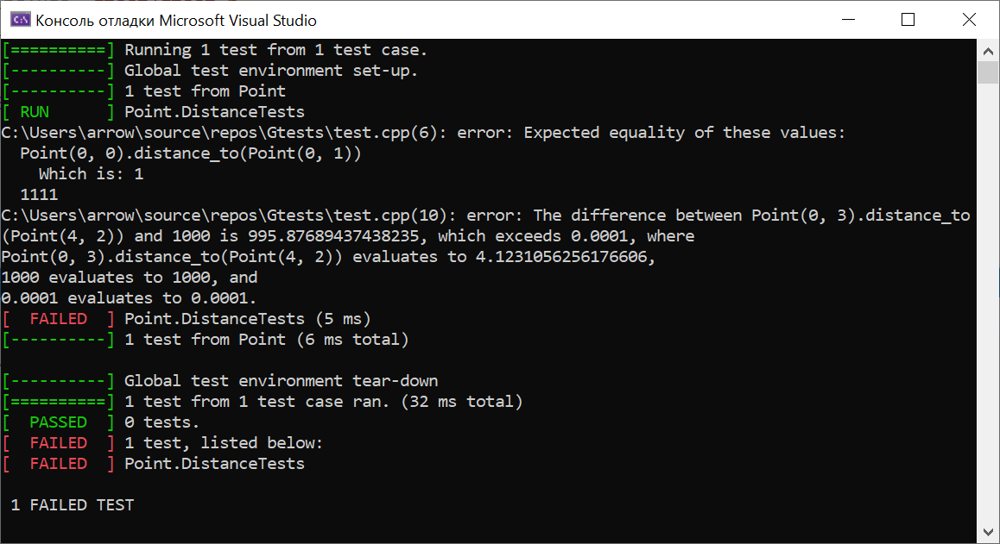 Консоль отладки Microsoft Visual Studio
[==========] Running 1 test from 1 test case.
[----------] Global test environment set-up.
[----------] 1 test from Point
[ RUN      ] Point.DistanceTests
C:\Users\arrow\source\repos\Gtests\test.cpp(6): error: Expected equality of these values:
  Point(0, 0).distance_to(Point(0, 1))
    Which is: 1
  1111
C:\Users\arrow\source\repos\Gtests\test.cpp(10): error: The difference between Point(0, 3).distance_to
(Point(4, 2)) and 1000 is 995.87689437438235, which exceeds 0.0001, where
Point(0, 3).distance_to(Point(4, 2)) evaluates to 4.1231056256176606,
1000 evaluates to 1000, and
0.0001 evaluates to 0.0001.
[  FAILED  ] Point.DistanceTests (5 ms)
[----------] 1 test from Point (6 ms total)
[----------] Global test environment tear-down
[==========] 1 test from 1 test case ran. (32 ms total)
[  PASSED  ] 0 tests.
[  FAILED  ] 1 test, listed below:
[  FAILED  ] Point.DistanceTests
 1 FAILED TEST